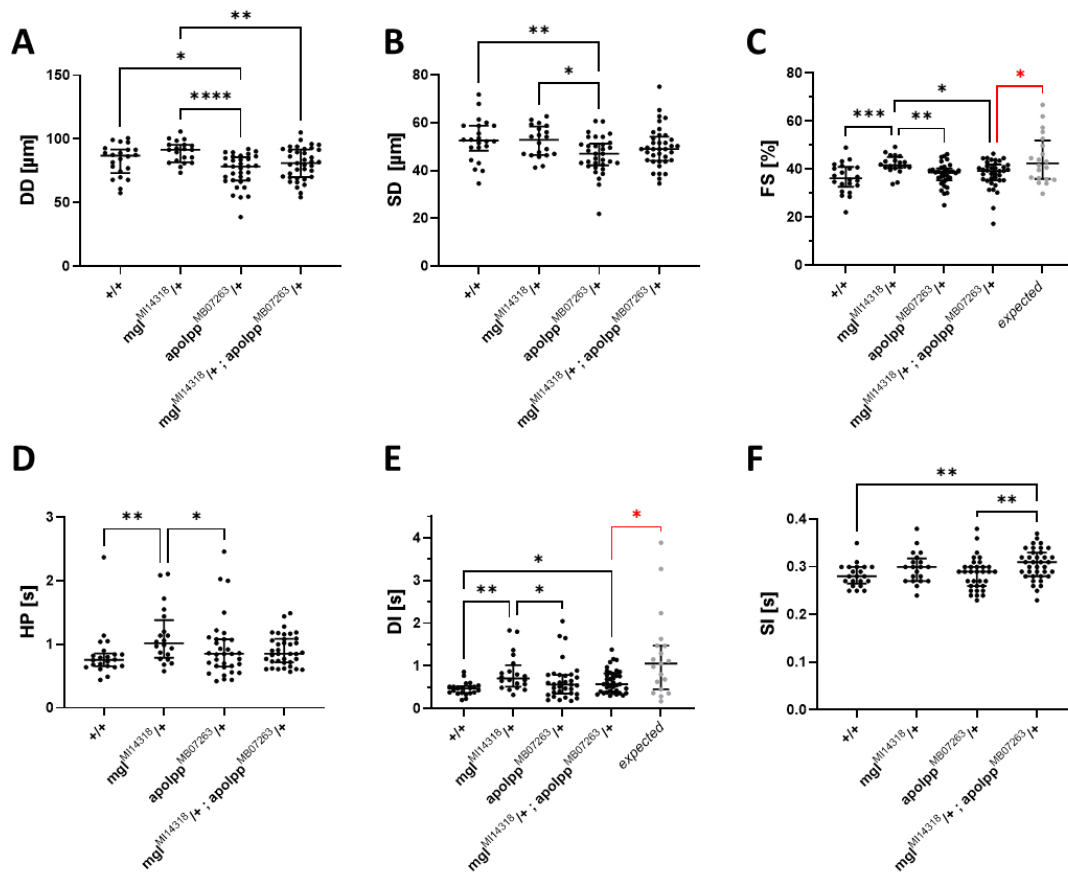 A
B
C
**
*
****
DD [µm]
150
100
50
0
+/+
mgl^MI14318/+
apolpp^MB07263/+
mgl^MI14318/+ ; apolpp^MB07263/+
**
*
SD [µm]
80
60
40
20
0
+/+
mgl^MI14318/+
apolpp^MB07263/+
mgl^MI14318/+ ; apolpp^MB07263/+
*
*
***
**
FS [%]
80
60
40
20
0
+/+
mgl^MI14318/+
apolpp^MB07263/+
mgl^MI14318/+ ; apolpp^MB07263/+
expected
D
E
F
**
*
HP [s]
3
2
1
0
+/+
mgl^MI14318/+
apolpp^MB07263/+
mgl^MI14318/+ ; apolpp^MB07263/+
*
*
**
*
DI [s]
4
3
2
1
0
+/+
mgl^MI14318/+
apolpp^MB07263/+
mgl^MI14318/+ ; apolpp^MB07263/+
expected
**
**
SI [s]
0.4
0.3
0.2
0.1
0.0
+/+
mgl^MI14318/+
apolpp^MB07263/+
mgl^MI14318/+ ; apolpp^MB07263/+